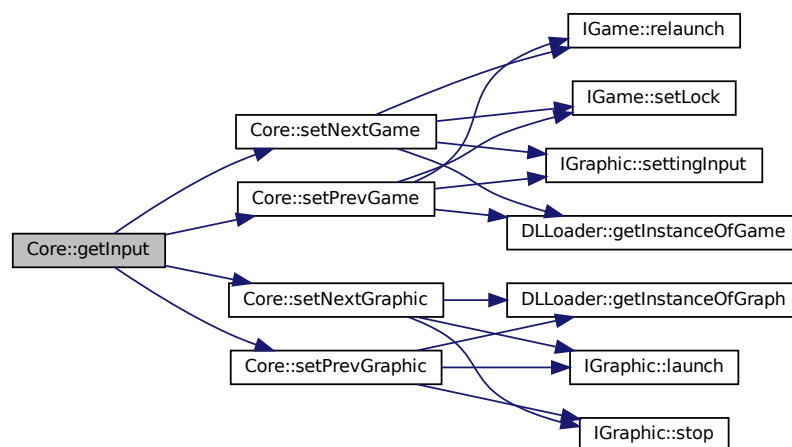 Core::getInput
Core::setNextGame
Core::setPrevGame
Core::setNextGraphic
Core::setPrevGraphic
IGame::relaunch
IGame::setLock
IGraphic::settingInput
DLLoader::getInstanceOfGame
DLLoader::getInstanceOfGraph
IGraphic::launch
IGraphic::stop